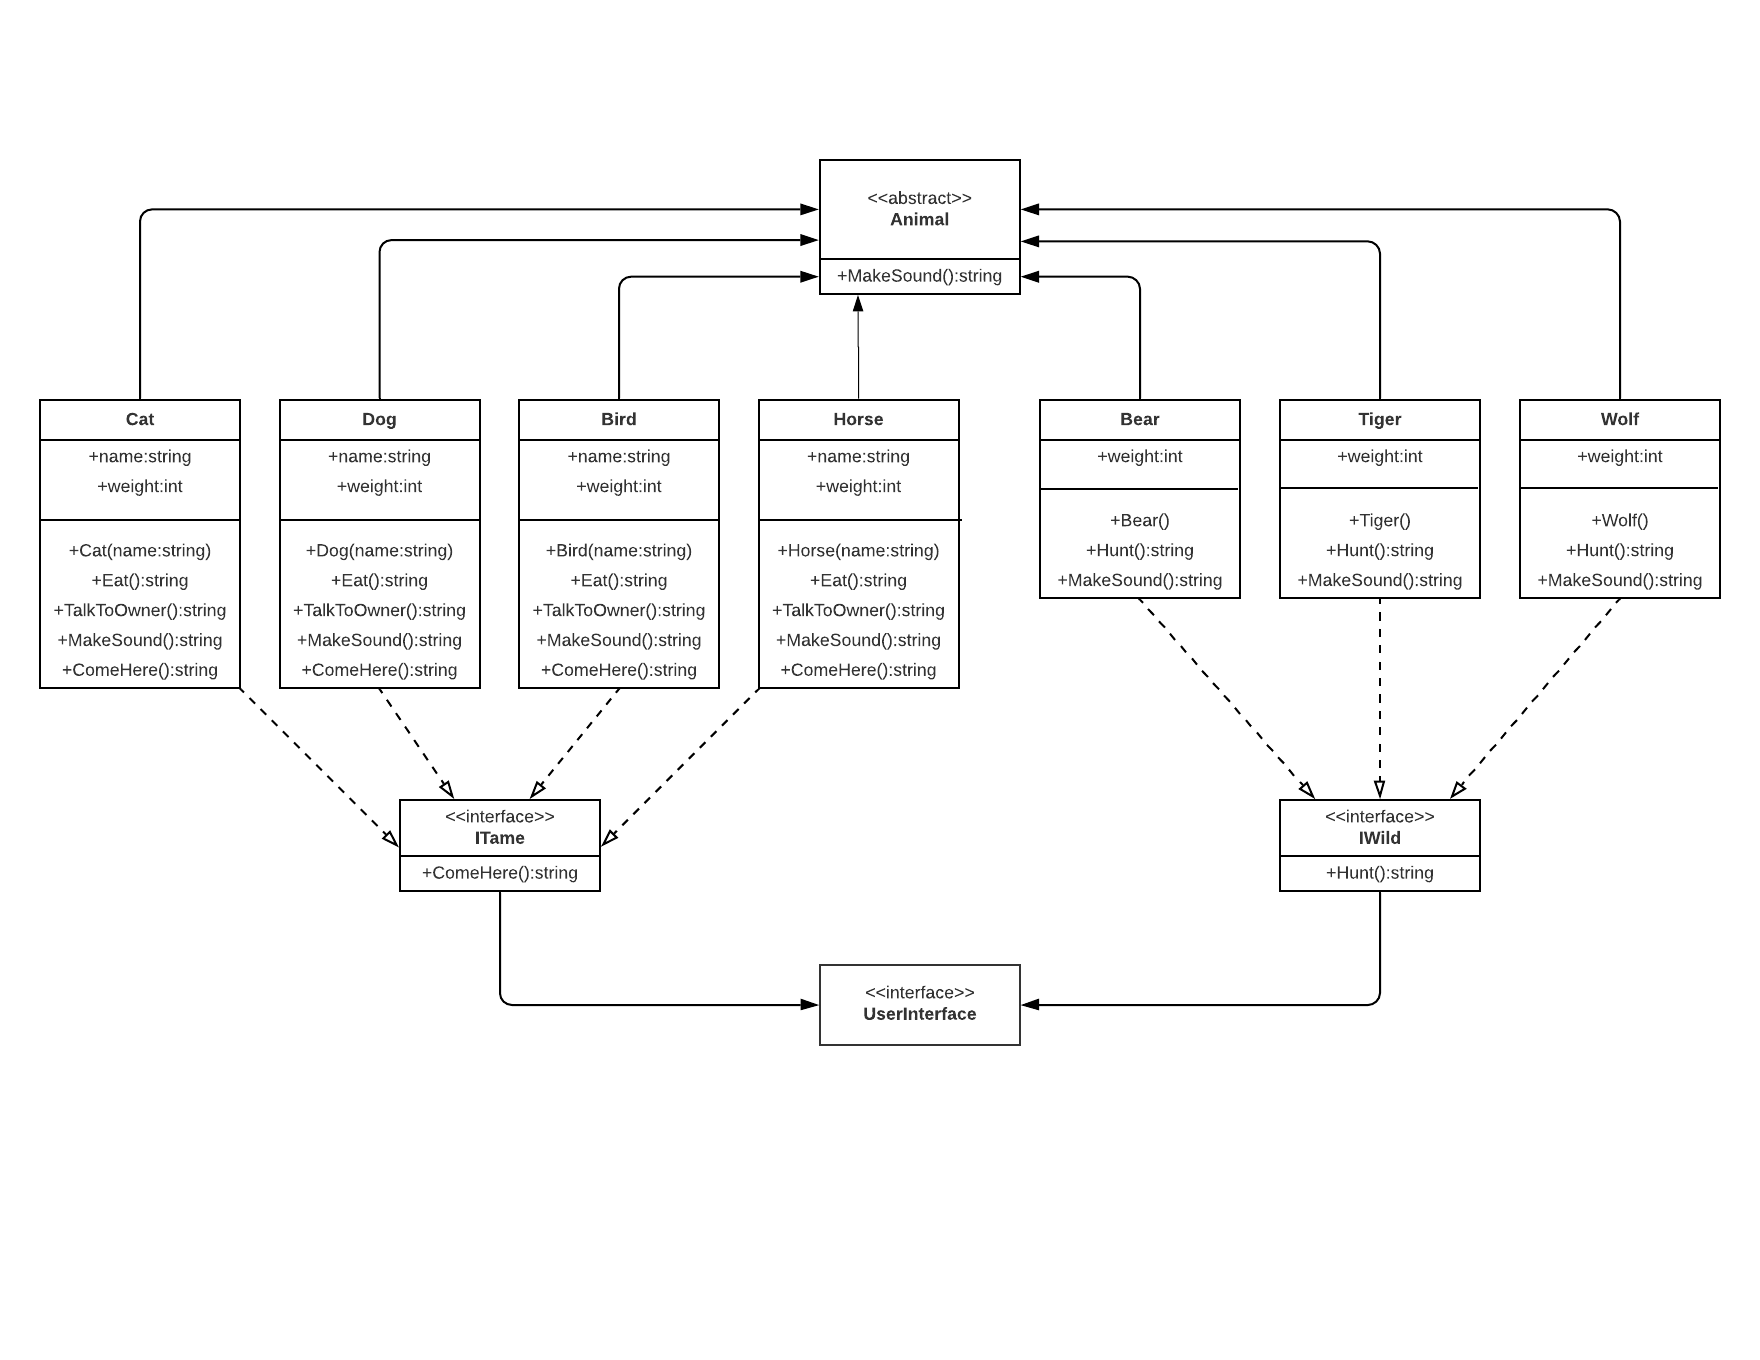 <<abstract>>
Animal
+MakeSound():string
Cat
+name:string
+weight:int
+Cat(name:string)
+Eat():string
+TalkToOwner():string
+MakeSound():string
+ComeHere():string
Dog
+name:string
+weight:int
+Dog(name:string)
+Eat():string
+TalkToOwner():string
+MakeSound():string
+ComeHere():string
Bird
+name:string
+weight:int
+Bird(name:string)
+Eat():string
+TalkToOwner():string
+MakeSound():string
+ComeHere():string
Horse
+name:string
+weight:int
+Horse(name:string)
+Eat():string
+TalkToOwner():string
+MakeSound():string
+ComeHere():string
Bear
+weight:int
+Bear()
+Hunt():string
+MakeSound():string
Tiger
+weight:int
+Tiger()
+Hunt():string
+MakeSound():string
Wolf
+weight:int
+Wolf()
+Hunt():string
+MakeSound():string
<<interface>>
ITame
+ComeHere():string
<<interface>>
IWild
+Hunt():string
<<interface>>
UserInterface